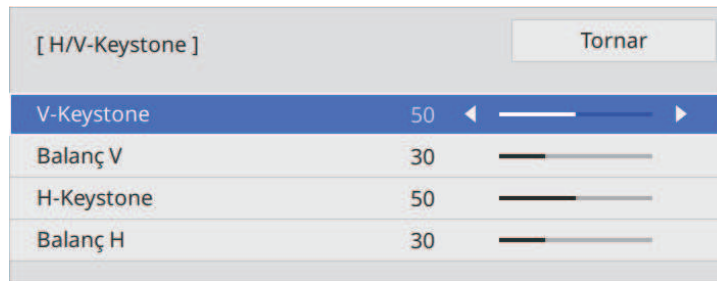 [ H/V-Keystone ]
Tornar
V-Keystone 50
Balanç V 30
H-Keystone 50
Balanç H 30